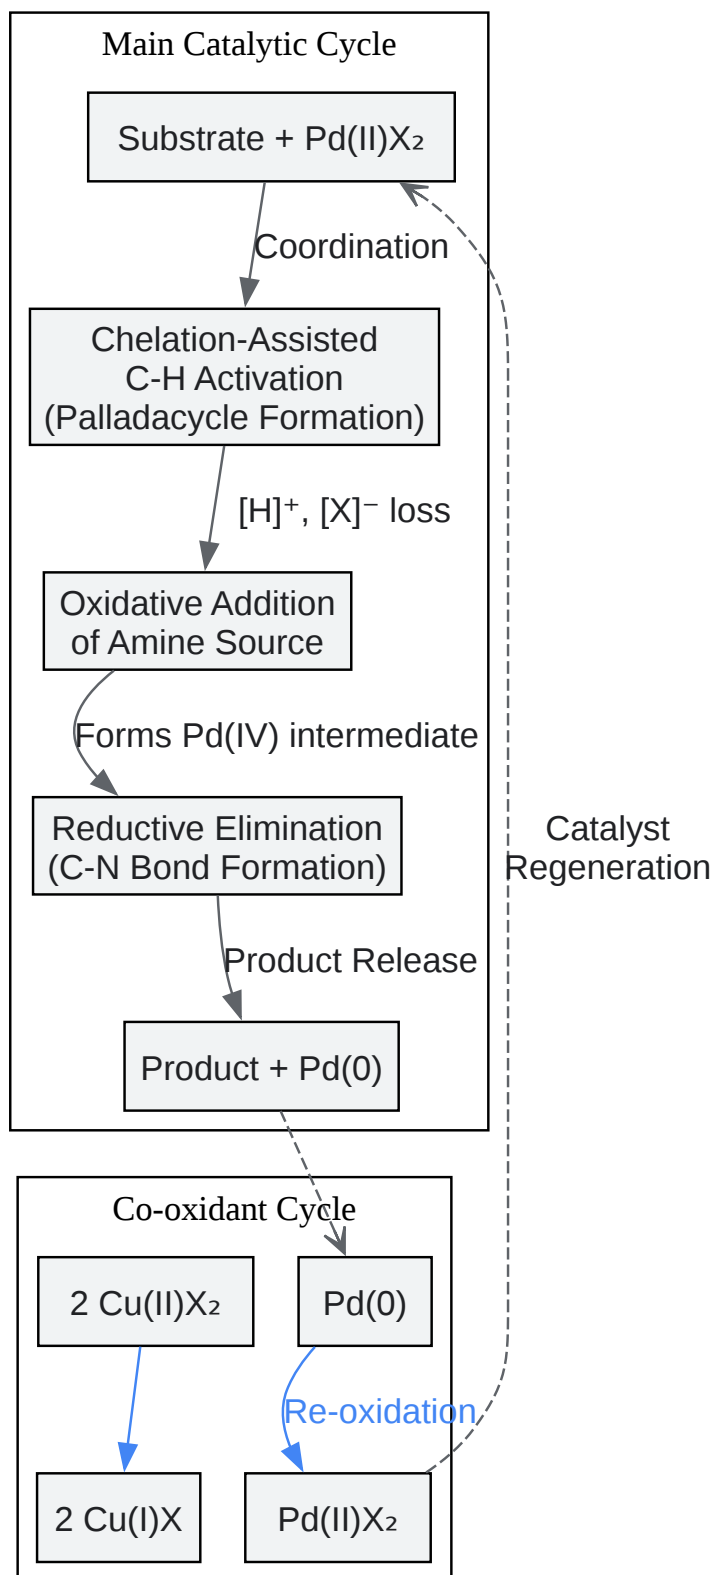 Main Catalytic Cycle
Substrate + Pd(II)X₂
Coordination
Chelation-Assisted
C-H Activation
(Palladacycle Formation)
[H]⁺, [X]⁻ loss
Oxidative Addition
of Amine Source
Forms Pd(IV) intermediate
Reductive Elimination
(C-N Bond Formation)
Catalyst
Regeneration
Product Release
Product + Pd(0)
Co-oxidant Cycle
2 Cu(II)X₂
Pd(0)
Re-oxidation
2 Cu(I)X
Pd(II)X₂